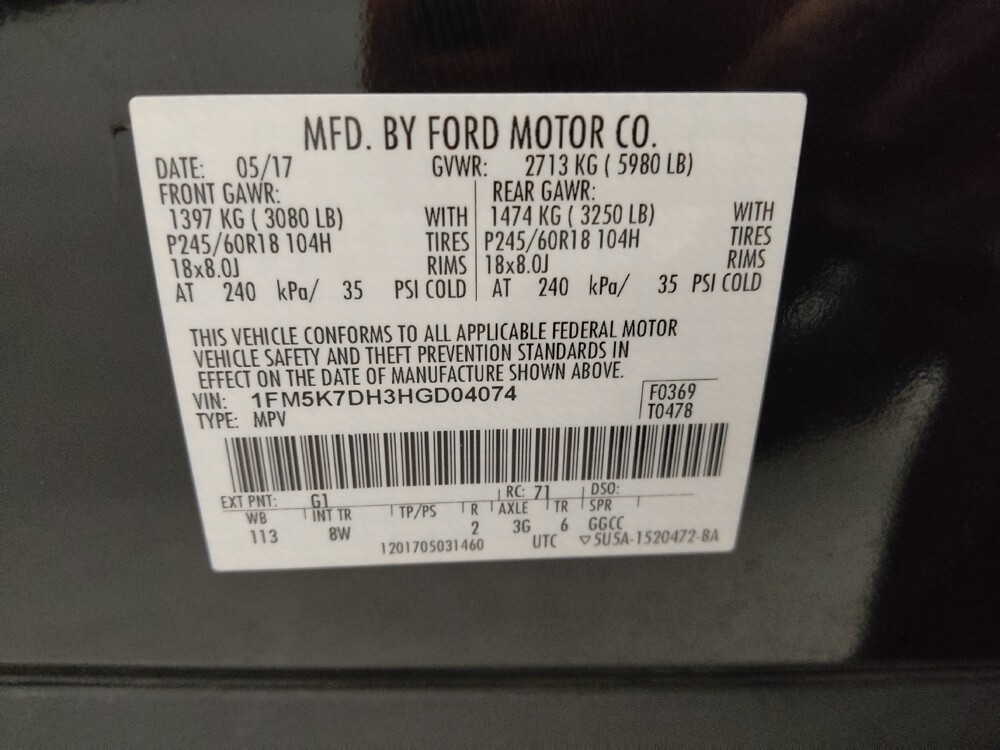 MFD. BY FORD MOTOR CO.
DATE: 05/17 GVWR: 2713 KG ( 5980 LB)
FRONT GAWR: REAR GAWR:
1397 KG ( 3080 LB) WITH 1474 KG ( 3250 LB) WITH
P245/60R18 104H TIRES P245/60R18 104H TIRES
18x8.0J RIMS 18x8.0J RIMS
AT 240 kPa/ 35 PSI COLD AT 240 kPa/ 35 PSI COLD
THIS VEHICLE CONFORMS TO ALL APPLICABLE FEDERAL MOTOR
VEHICLE SAFETY AND THEFT PREVENTION STANDARDS IN
EFFECT ON THE DATE OF MANUFACTURE SHOWN ABOVE.
VIN: 1FM5K7DH3HGD04074 F0369
TYPE: MPV T0478
EXT PNT: G1 RC: 71 DSO:
WB INT TR TP/PS R AXLE TR SPR
113 8W 2 3G 6 GGCC
1201705031460 UTC ▽5U5A-1520472-BA